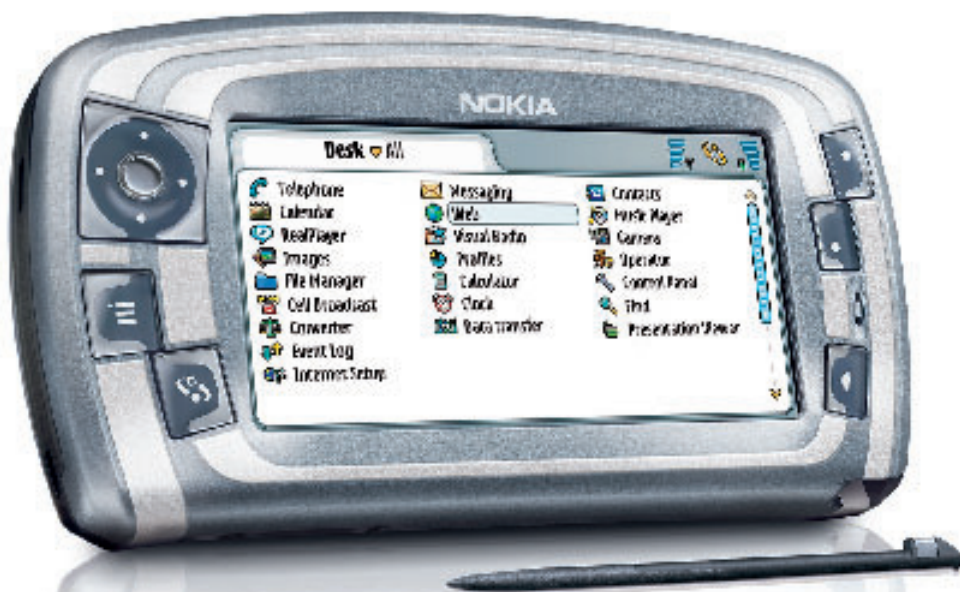 NOKIA
Desk All
Telephone Messaging Contacts
Calendar Web Music Player
RealPlayer Visual Radio Camera
Images Profiles Operator
File Manager Calculator Control Panel
Cell Broadcast Clock Find
Converter Data transfer Presentation Viewer
Event Log
Internet Setup